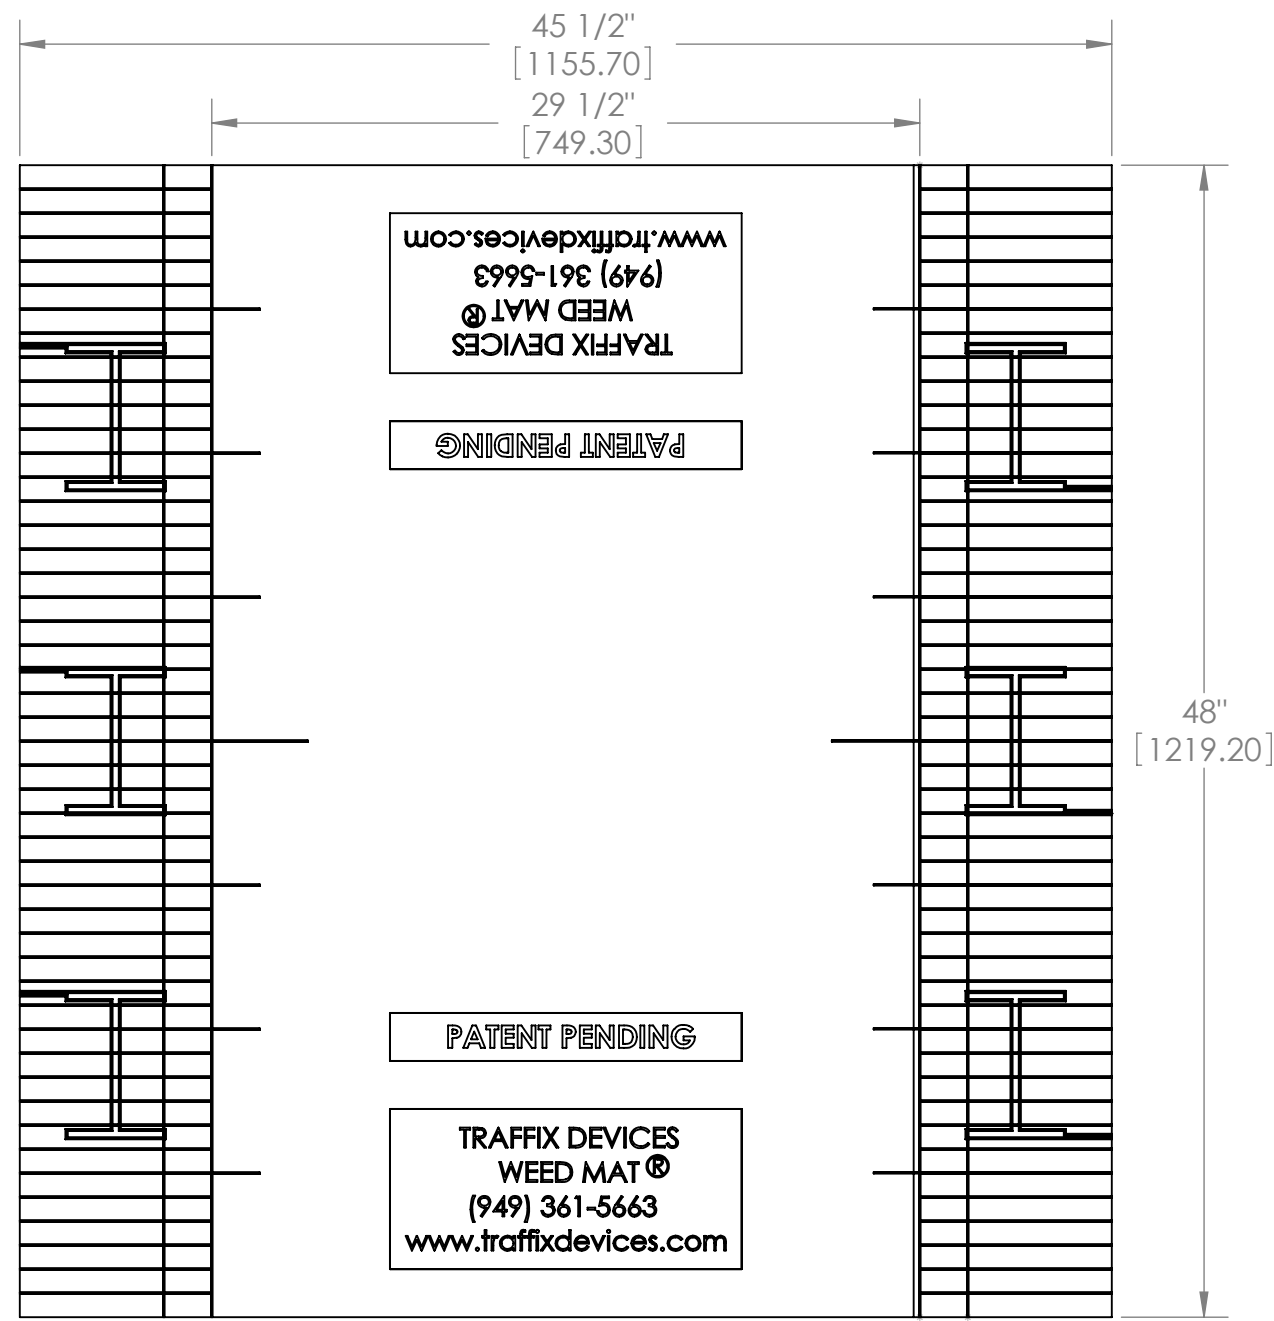 45 1/2"
[1155.70]
29 1/2"
[749.30]
www.traffixdevices.com
(949) 361-5663
WEED MAT®
TRAFFIX DEVICES
PATENT PENDING
48"
[1219.20]
PATENT PENDING
TRAFFIX DEVICES
WEED MAT®
(949) 361-5663
www.traffixdevices.com